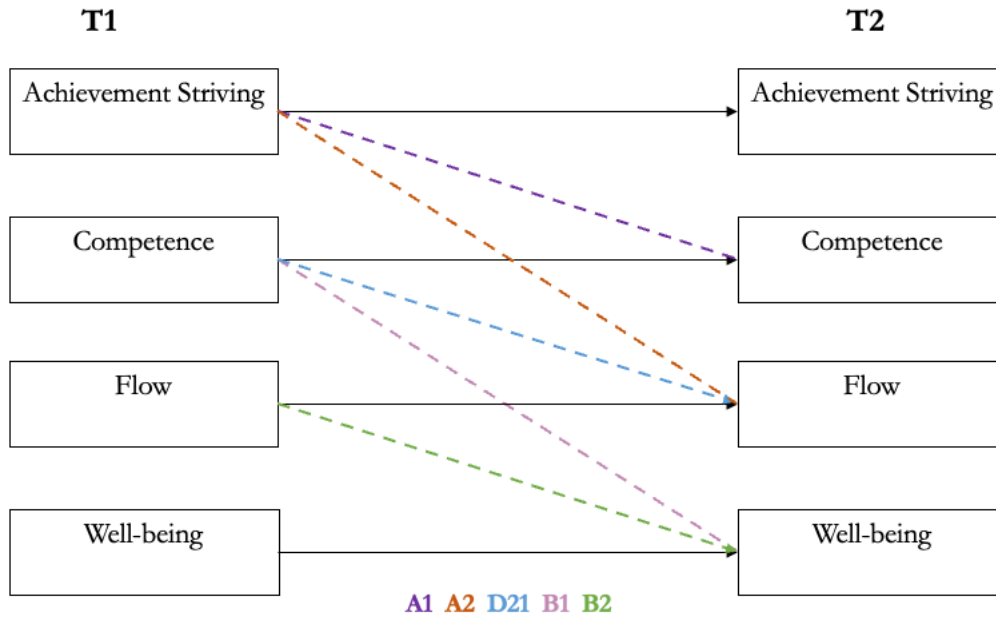 T1 T2
Achievement Striving Achievement Striving
Competence Competence
Flow Flow
Well-being Well-being
A1 A2 D21 B1 B2